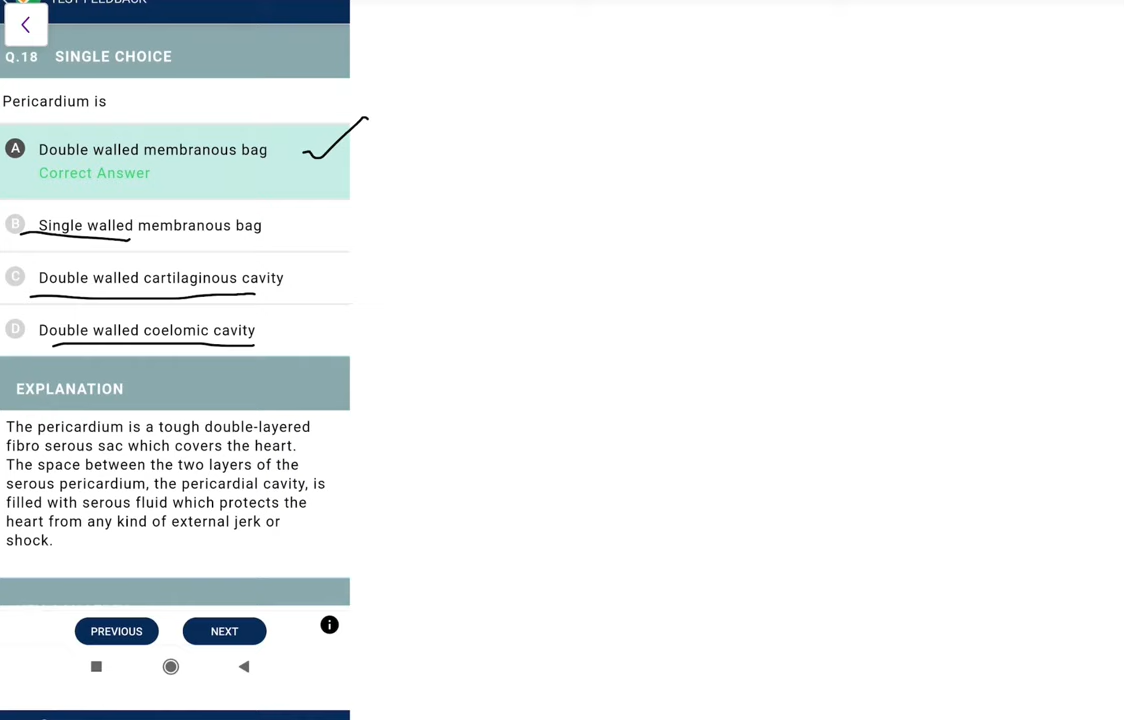 TEST FEEDBACK
Q.18 SINGLE CHOICE
Pericardium is
A Double walled membranous bag
Correct Answer
B Single walled membranous bag
C Double walled cartilaginous cavity
D Double walled coelomic cavity
EXPLANATION
The pericardium is a tough double-layered
fibro serous sac which covers the heart.
The space between the two layers of the
serous pericardium, the pericardial cavity, is
filled with serous fluid which protects the
heart from any kind of external jerk or
shock.
PREVIOUS NEXT